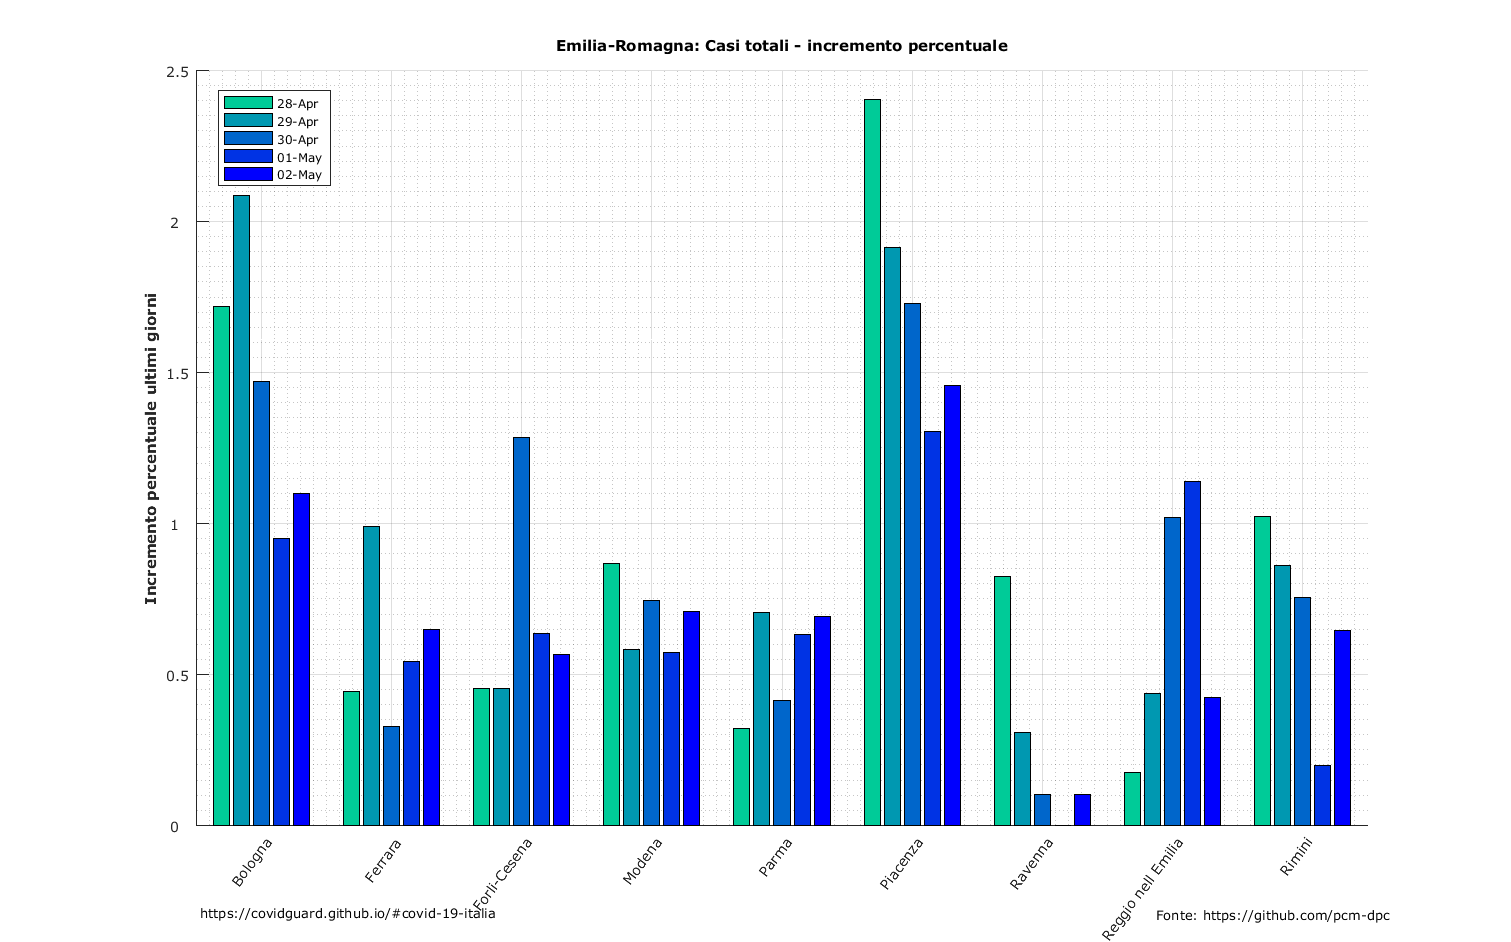 Emilia-Romagna: Casi totali - incremento percentuale
Incremento percentuale ultimi giorni
2.5
2
1.5
1
0.5
0
28-Apr
29-Apr
30-Apr
01-May
02-May
Bologna
Ferrara
Forlì-Cesena
Modena
Parma
Piacenza
Ravenna
Reggio nell Emilia
Rimini
https://covidguard.github.io/#covid-19-italia
Fonte: https://github.com/pcm-dpc